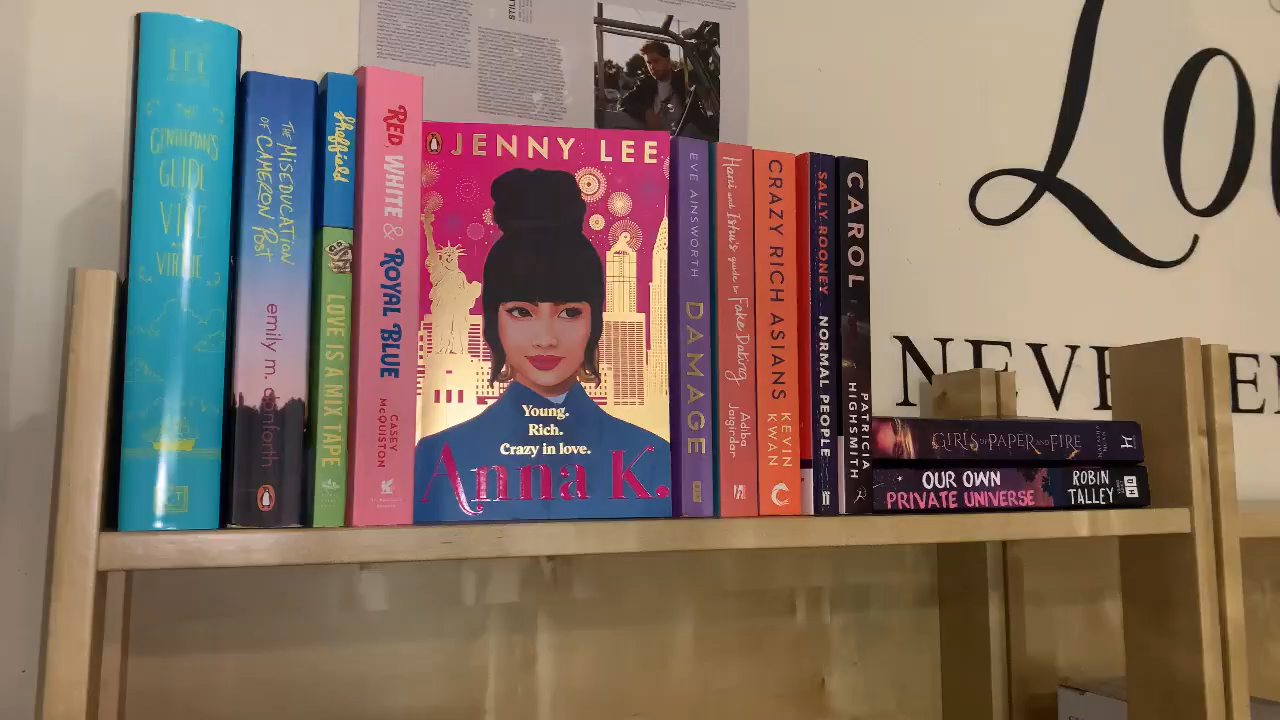 LEE
THE
GENTLEMAN'S
GUIDE
TO
VICE
AND
VIRTUE
THE MISEDUCATION
OF CAMERON POST
emily m. danforth
Sheffield
LOVE IS A MIX TAPE
RED, WHITE & ROYAL BLUE
CASEY
McQUISTON
JENNY LEE
Young.
Rich.
Crazy in love.
Anna K.
EVE AINSWORTH DAMAGE
Hani and Ishu's guide to Fake Dating
Adiba
Jaigirdar
CRAZY RICH ASIANS
KEVIN
KWAN
SALLY ROONEY NORMAL PEOPLE
CAROL
PATRICIA
HIGHSMITH
GIRLS OF PAPER AND FIRE
OUR OWN
PRIVATE UNIVERSE
ROBIN
TALLEY
Lo
NEVE